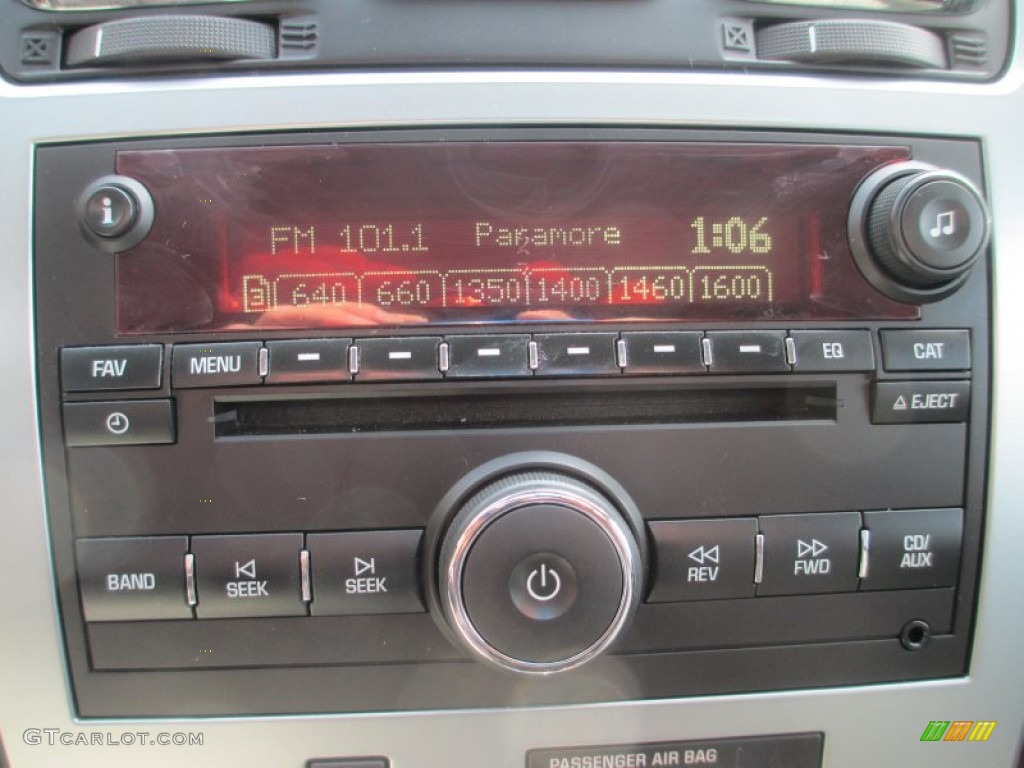 FM 101.1 Paramore 1:06
3 640 660 1350 1400 1460 1600
FAV MENU EQ CAT
EJECT
BAND SEEK SEEK REV FWD CD/
AUX
GTCARLOT.COM
PASSENGER AIR BAG